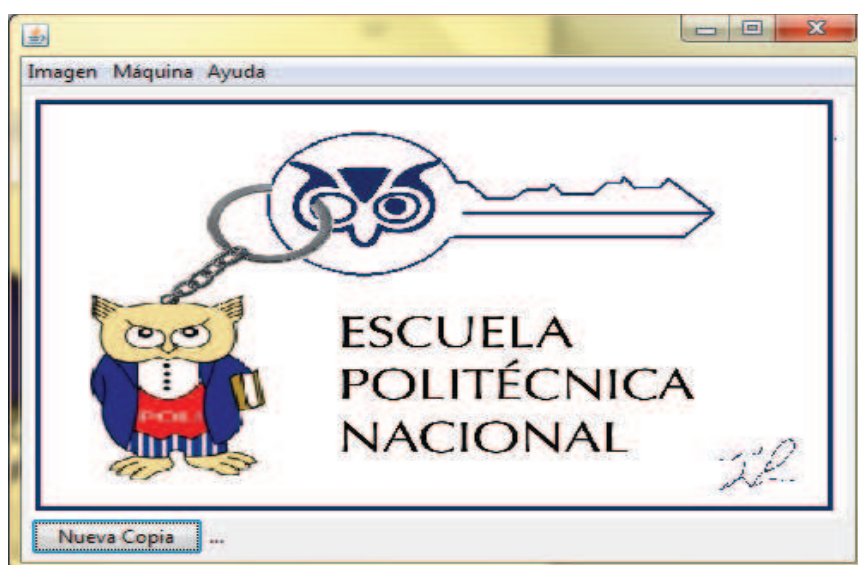 Imagen Máquina Ayuda
ESCUELA
POLITÉCNICA
NACIONAL
POLI
Nueva Copia ...